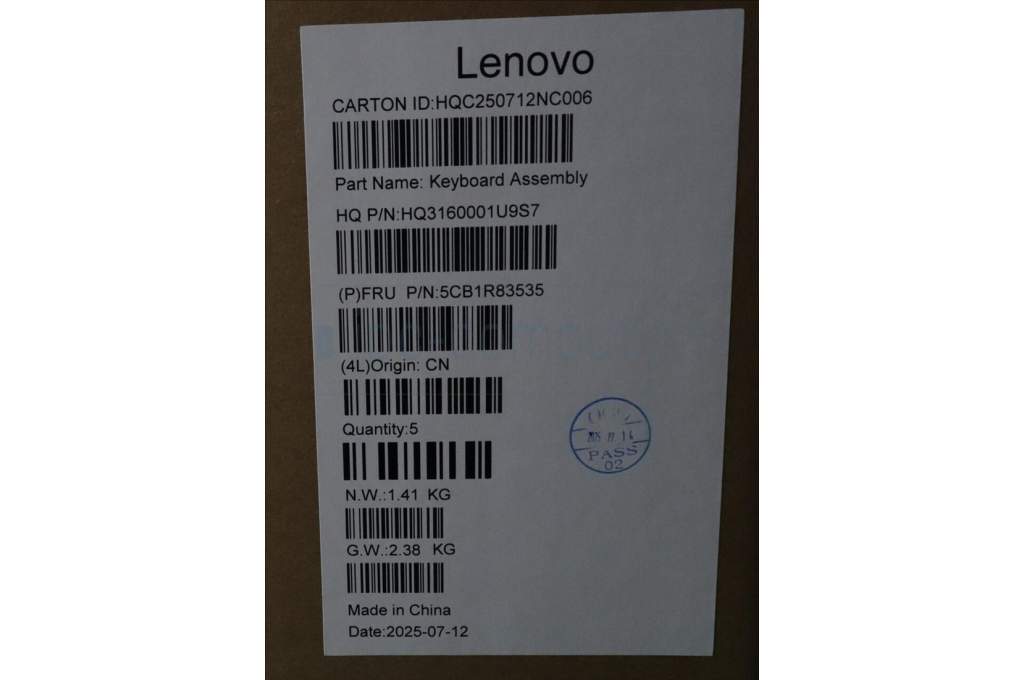 Lenovo
CARTON ID:HQC250712NC006
Part Name: Keyboard Assembly
HQ P/N:HQ3160001U9S7
(P)FRU P/N:5CB1R83535
(4L)Origin: CN
Quantity:5
PASS
02
N.W.:1.41 KG
G.W.:2.38 KG
Made in China
Date:2025-07-12